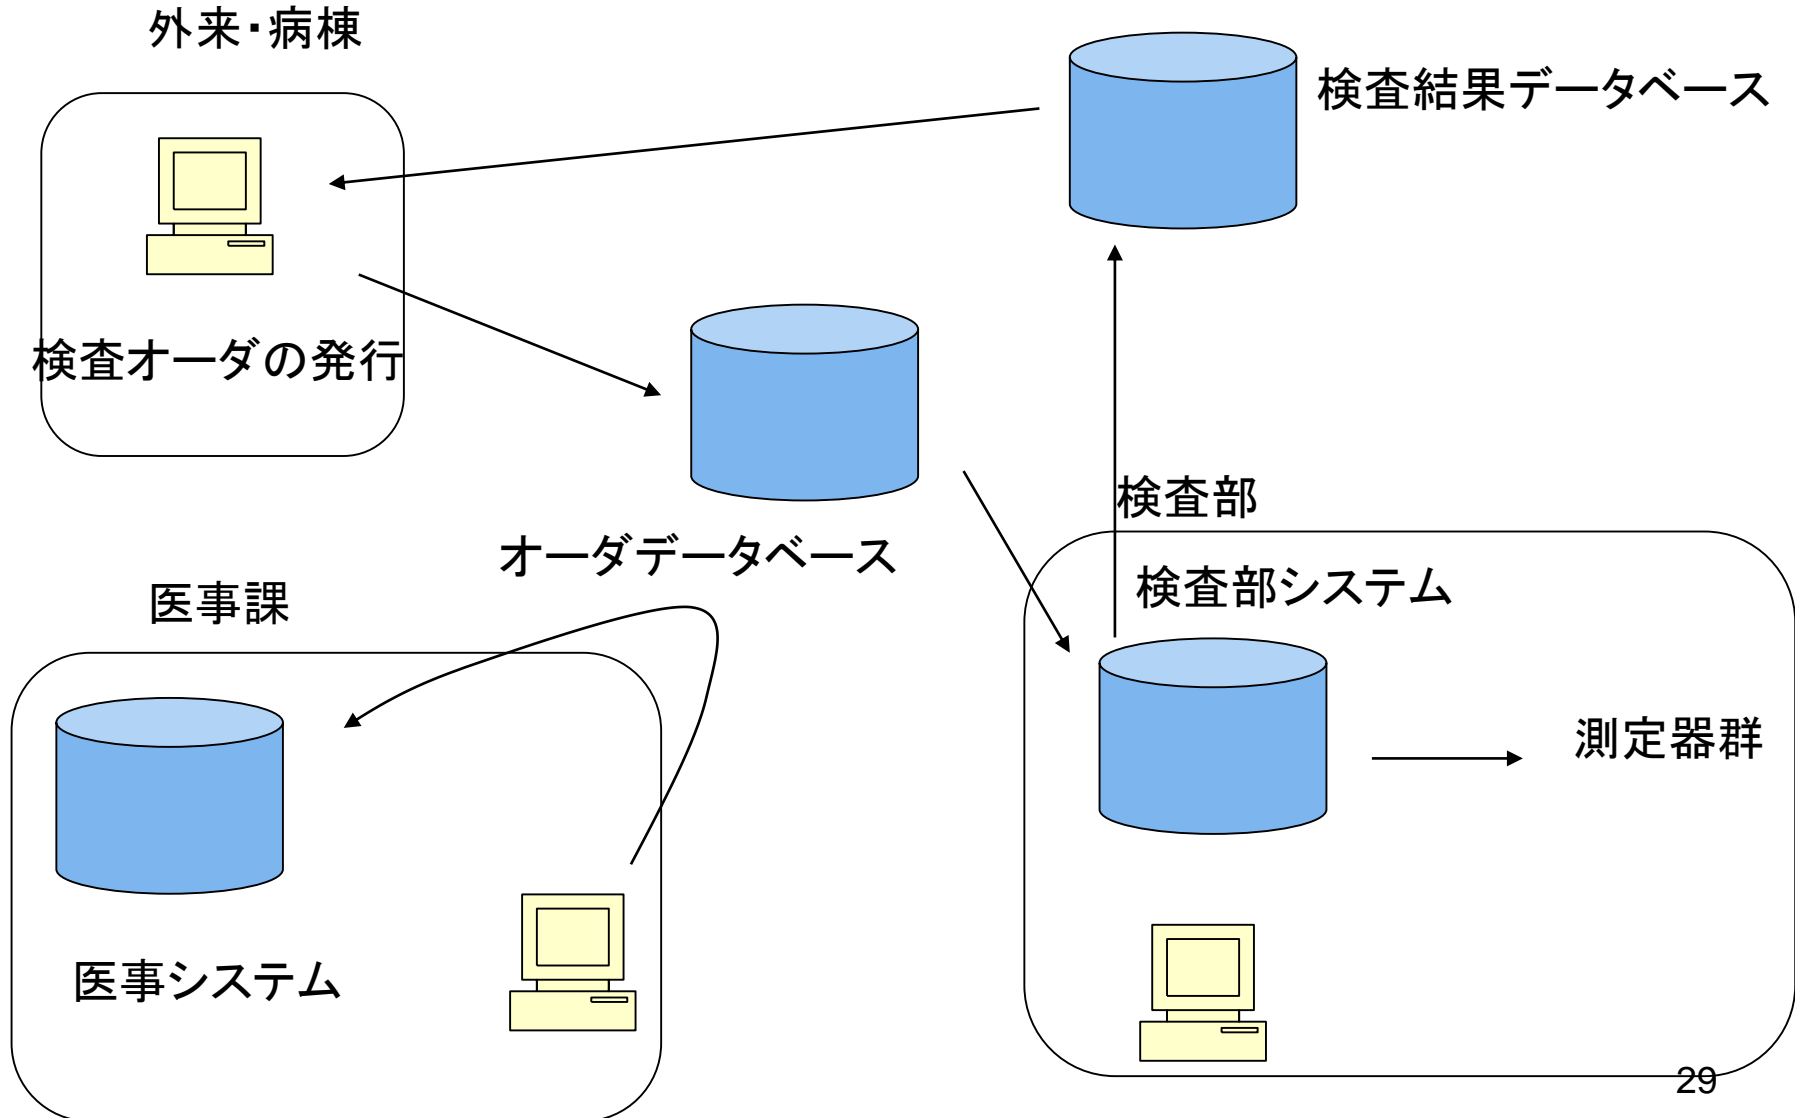 外来・病棟
検査結果データベース
検査オーダの発行
検査部
オーダデータベース
検査部システム
医事課
測定器群
医事システム
29